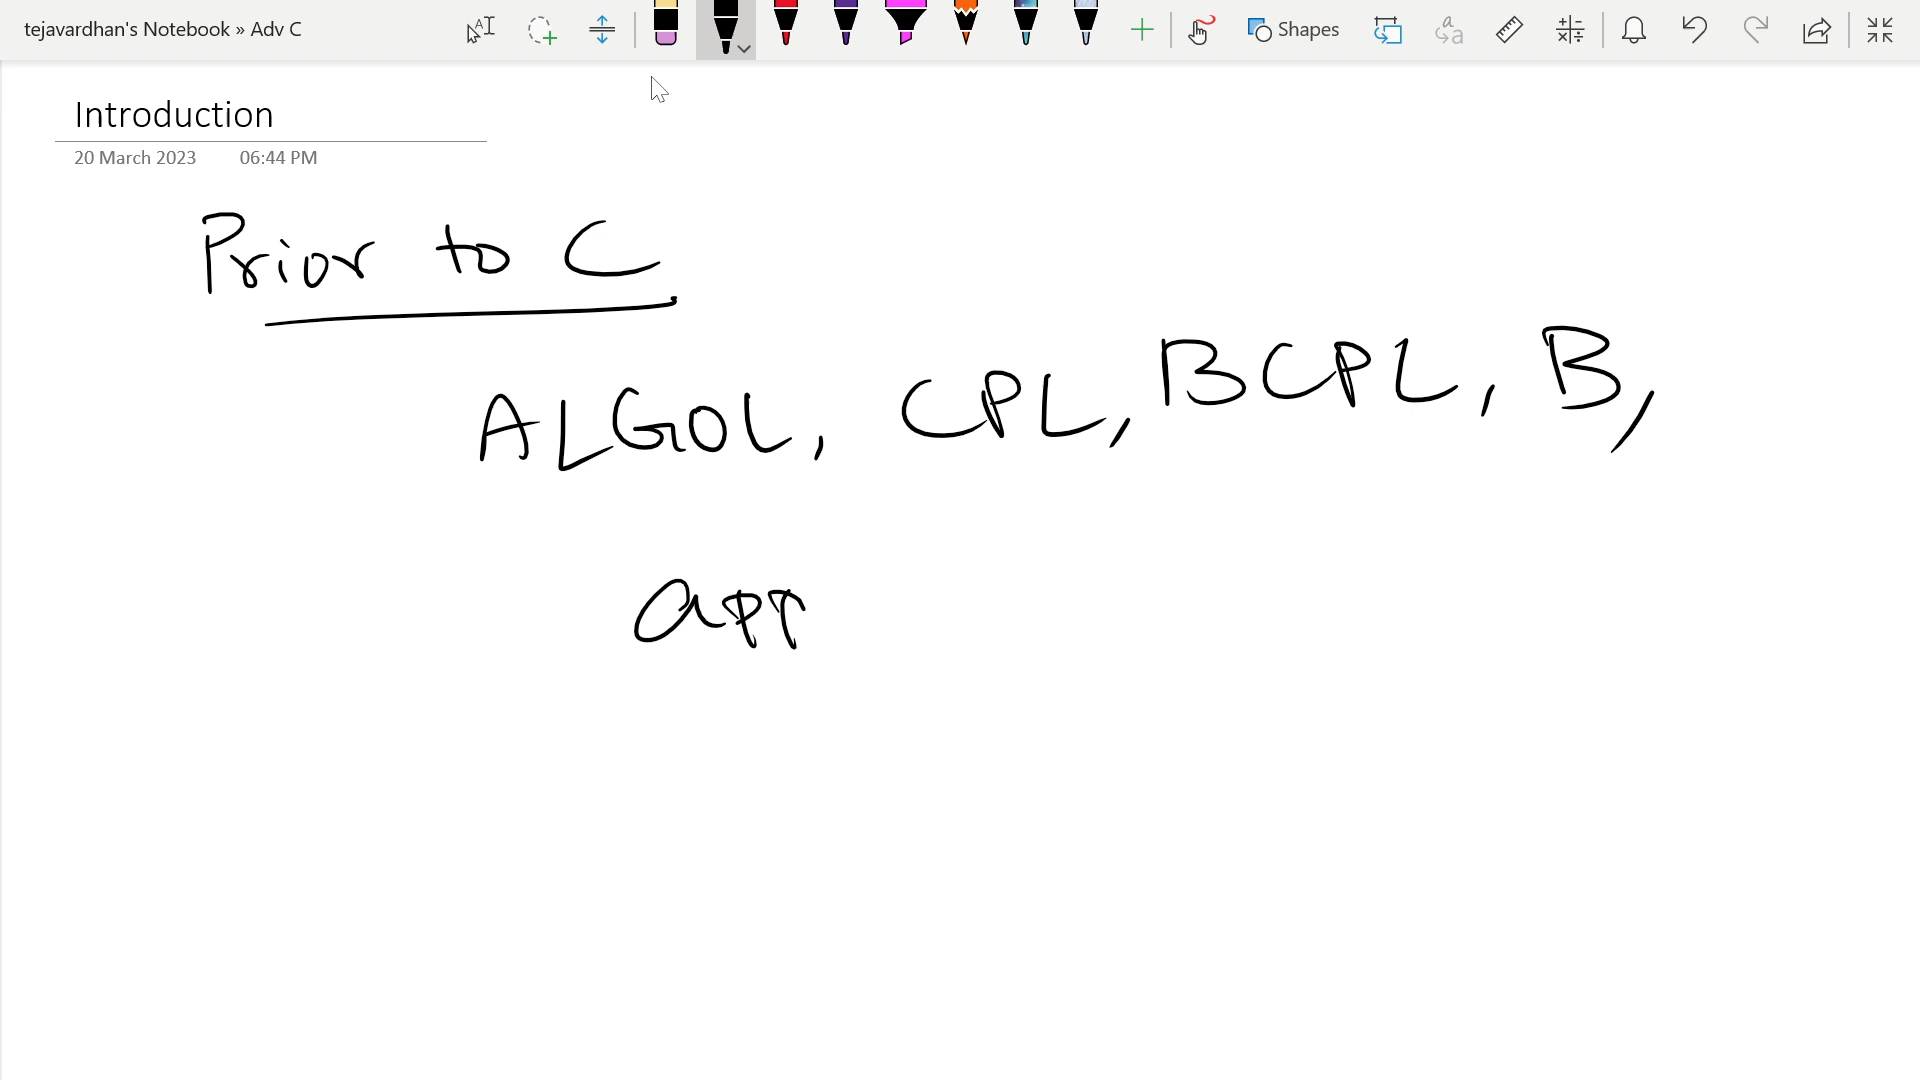 tejavardhan's Notebook » Adv C
Shapes
Introduction
20 March 2023 06:44 PM
Prior to C
ALGOL, CPL, BCPL, B,
app